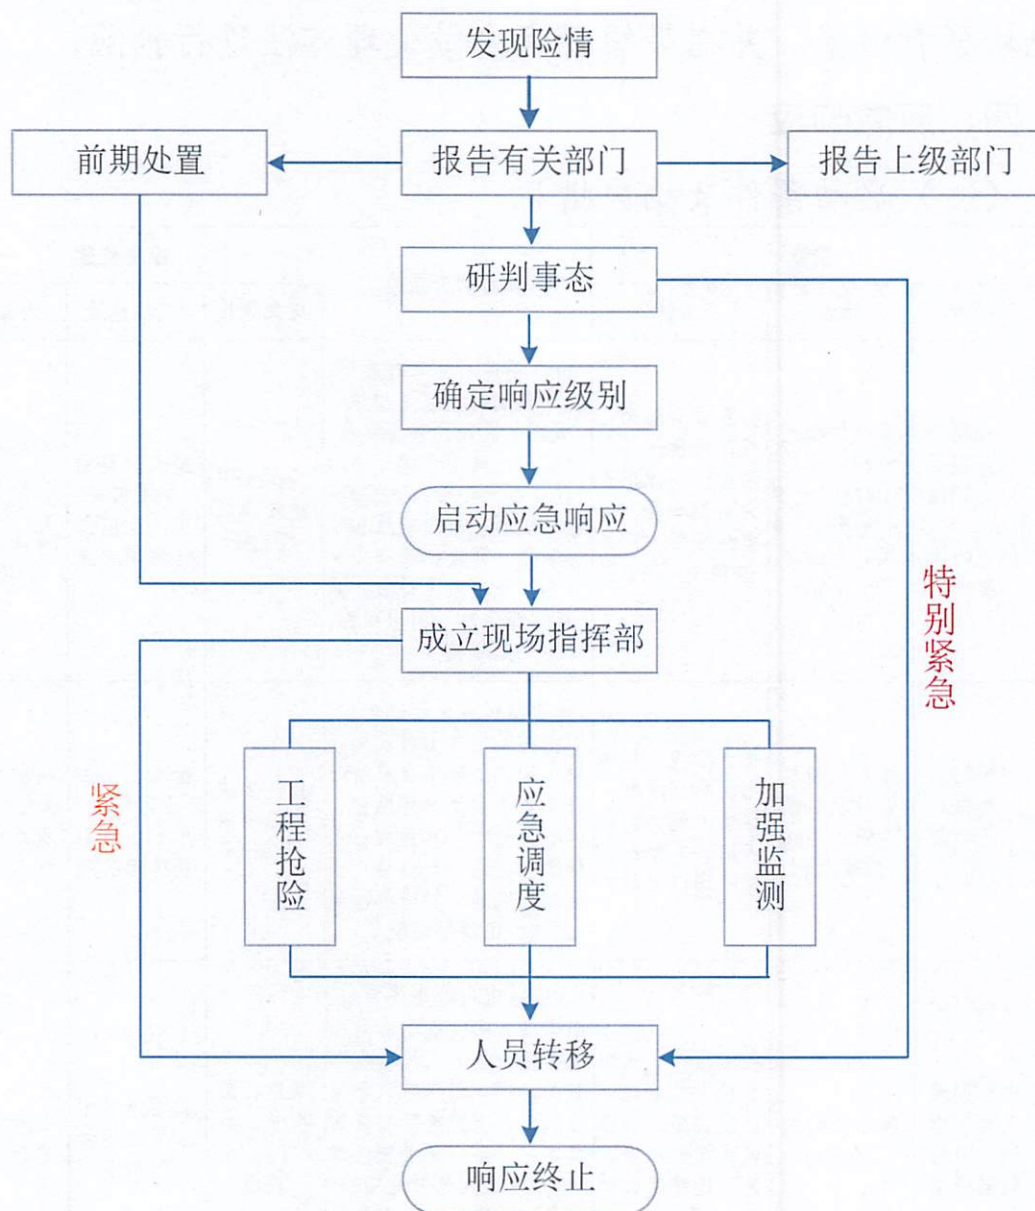 发现险情
前期处置
报告有关部门
报告上级部门
研判事态
确定响应级别
启动应急响应
成立现场指挥部
特别紧急
紧急
工程抢险
应急调度
加强监测
人员转移
响应终止